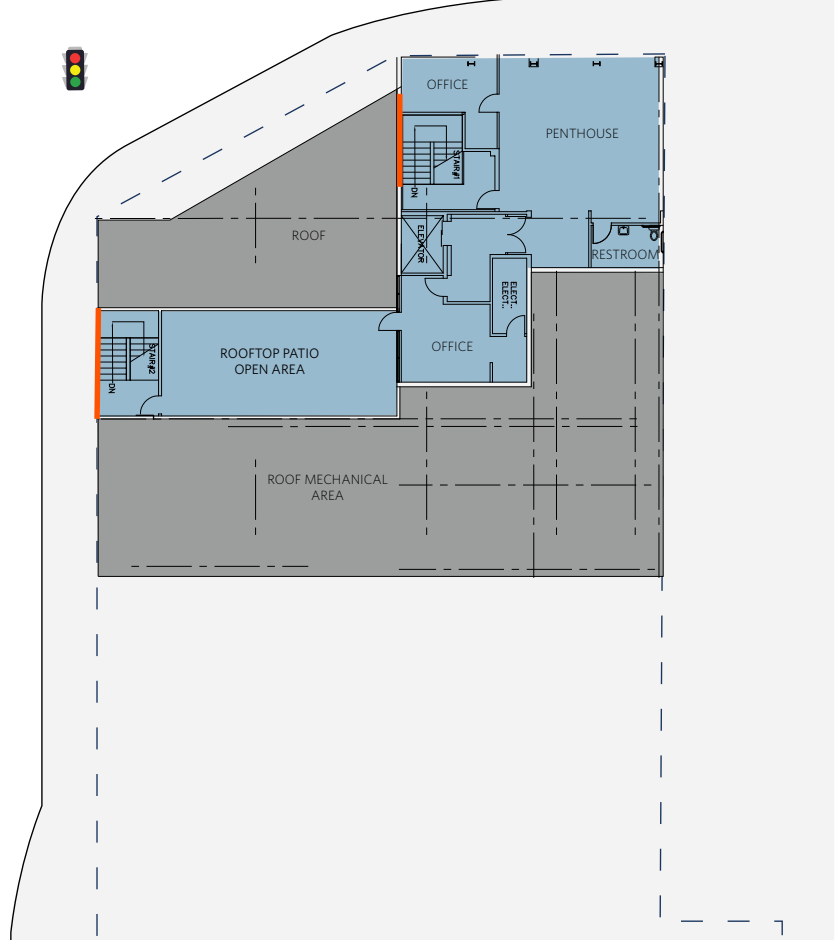 OFFICE
PENTHOUSE
STAIR#1
DN
ROOF
ELEVATOR
RESTROOM
ELECT..
ELECT..
OFFICE
ROOFTOP PATIO
OPEN AREA
STAIR#2
DN
ROOF MECHANICAL
AREA